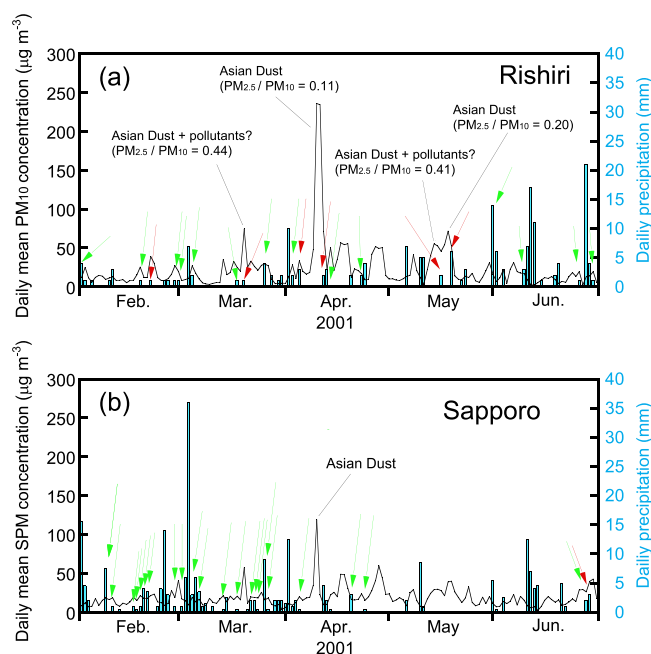 (a)
Rishiri
Asian Dust
(PM2.5 / PM10 = 0.11)
Asian Dust + pollutants?
(PM2.5 / PM10 = 0.44)
Asian Dust
(PM2.5 / PM10 = 0.20)
Asian Dust + pollutants?
(PM2.5 / PM10 = 0.41)
Daily mean PM10 concentration (µg m-3)
300
250
200
150
100
50
0
40
35
30
25
20
15
10
5
0
Dailiy precipitation (mm)
Feb. Mar. Apr. May Jun.
2001
(b)
Sapporo
Asian Dust
Daily mean SPM concentration (µg m-3)
300
250
200
150
100
50
0
40
35
30
25
20
15
10
5
0
Dailiy precipitation (mm)
Feb. Mar. Apr. May Jun.
2001